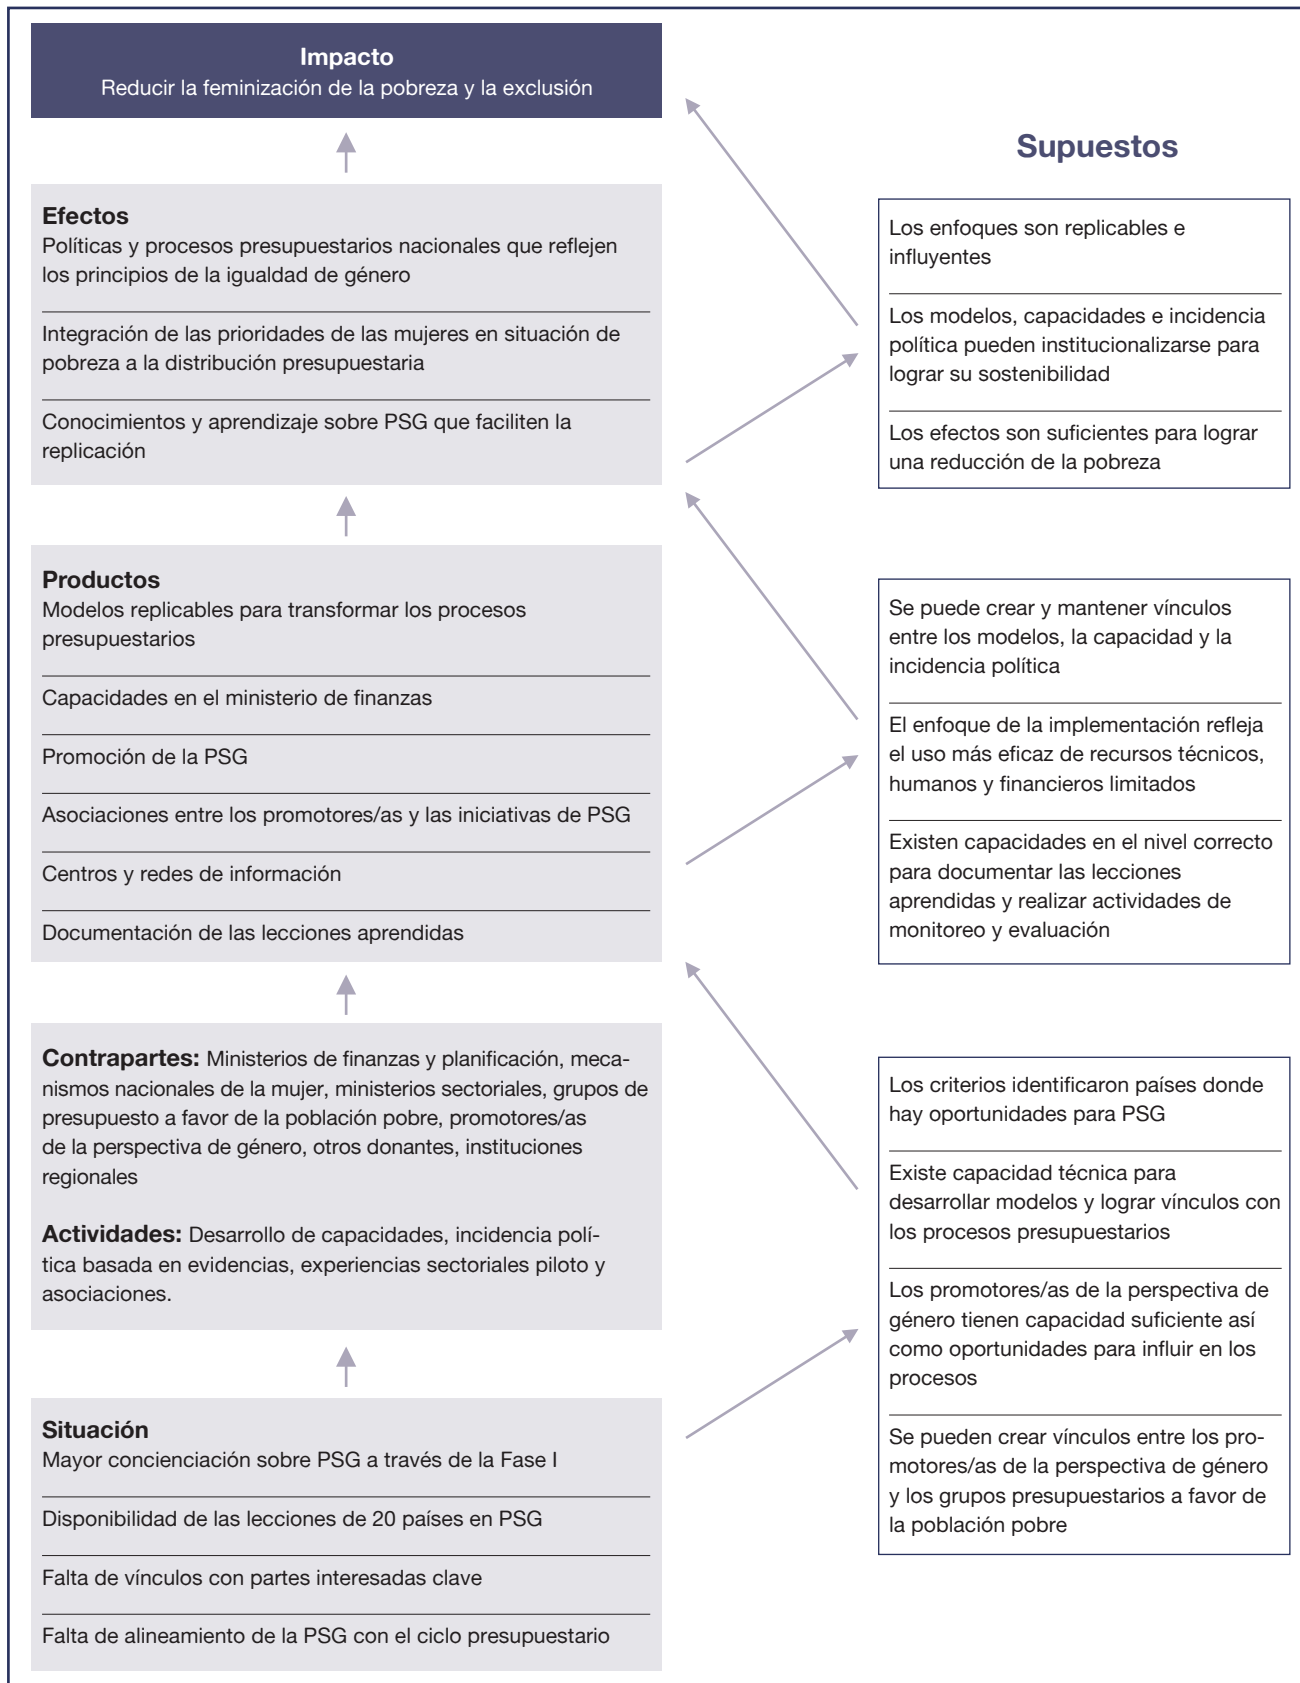 Impacto
Reducir la feminización de la pobreza y la exclusión
Efectos
Políticas y procesos presupuestarios nacionales que reflejen
los principios de la igualdad de género
Integración de las prioridades de las mujeres en situación de
pobreza a la distribución presupuestaria
Conocimientos y aprendizaje sobre PSG que faciliten la
replicación
Productos
Modelos replicables para transformar los procesos
presupuestarios
Capacidades en el ministerio de finanzas
Promoción de la PSG
Asociaciones entre los promotores/as y las iniciativas de PSG
Centros y redes de información
Documentación de las lecciones aprendidas
Contrapartes: Ministerios de finanzas y planificación, meca-
nismos nacionales de la mujer, ministerios sectoriales, grupos de
presupuesto a favor de la población pobre, promotores/as
de la perspectiva de género, otros donantes, instituciones
regionales
Actividades: Desarrollo de capacidades, incidencia polí-
tica basada en evidencias, experiencias sectoriales piloto y
asociaciones.
Situación
Mayor concienciación sobre PSG a través de la Fase I
Disponibilidad de las lecciones de 20 países en PSG
Falta de vínculos con partes interesadas clave
Falta de alineamiento de la PSG con el ciclo presupuestario
Supuestos
Los enfoques son replicables e
influyentes
Los modelos, capacidades e incidencia
política pueden institucionalizarse para
lograr su sostenibilidad
Los efectos son suficientes para lograr
una reducción de la pobreza
Se puede crear y mantener vínculos
entre los modelos, la capacidad y la
incidencia política
El enfoque de la implementación refleja
el uso más eficaz de recursos técnicos,
humanos y financieros limitados
Existen capacidades en el nivel correcto
para documentar las lecciones
aprendidas y realizar actividades de
monitoreo y evaluación
Los criterios identificaron países donde
hay oportunidades para PSG
Existe capacidad técnica para
desarrollar modelos y lograr vínculos con
los procesos presupuestarios
Los promotores/as de la perspectiva de
género tienen capacidad suficiente así
como oportunidades para influir en los
procesos
Se pueden crear vínculos entre los pro-
motores/as de la perspectiva de género
y los grupos presupuestarios a favor de
la población pobre